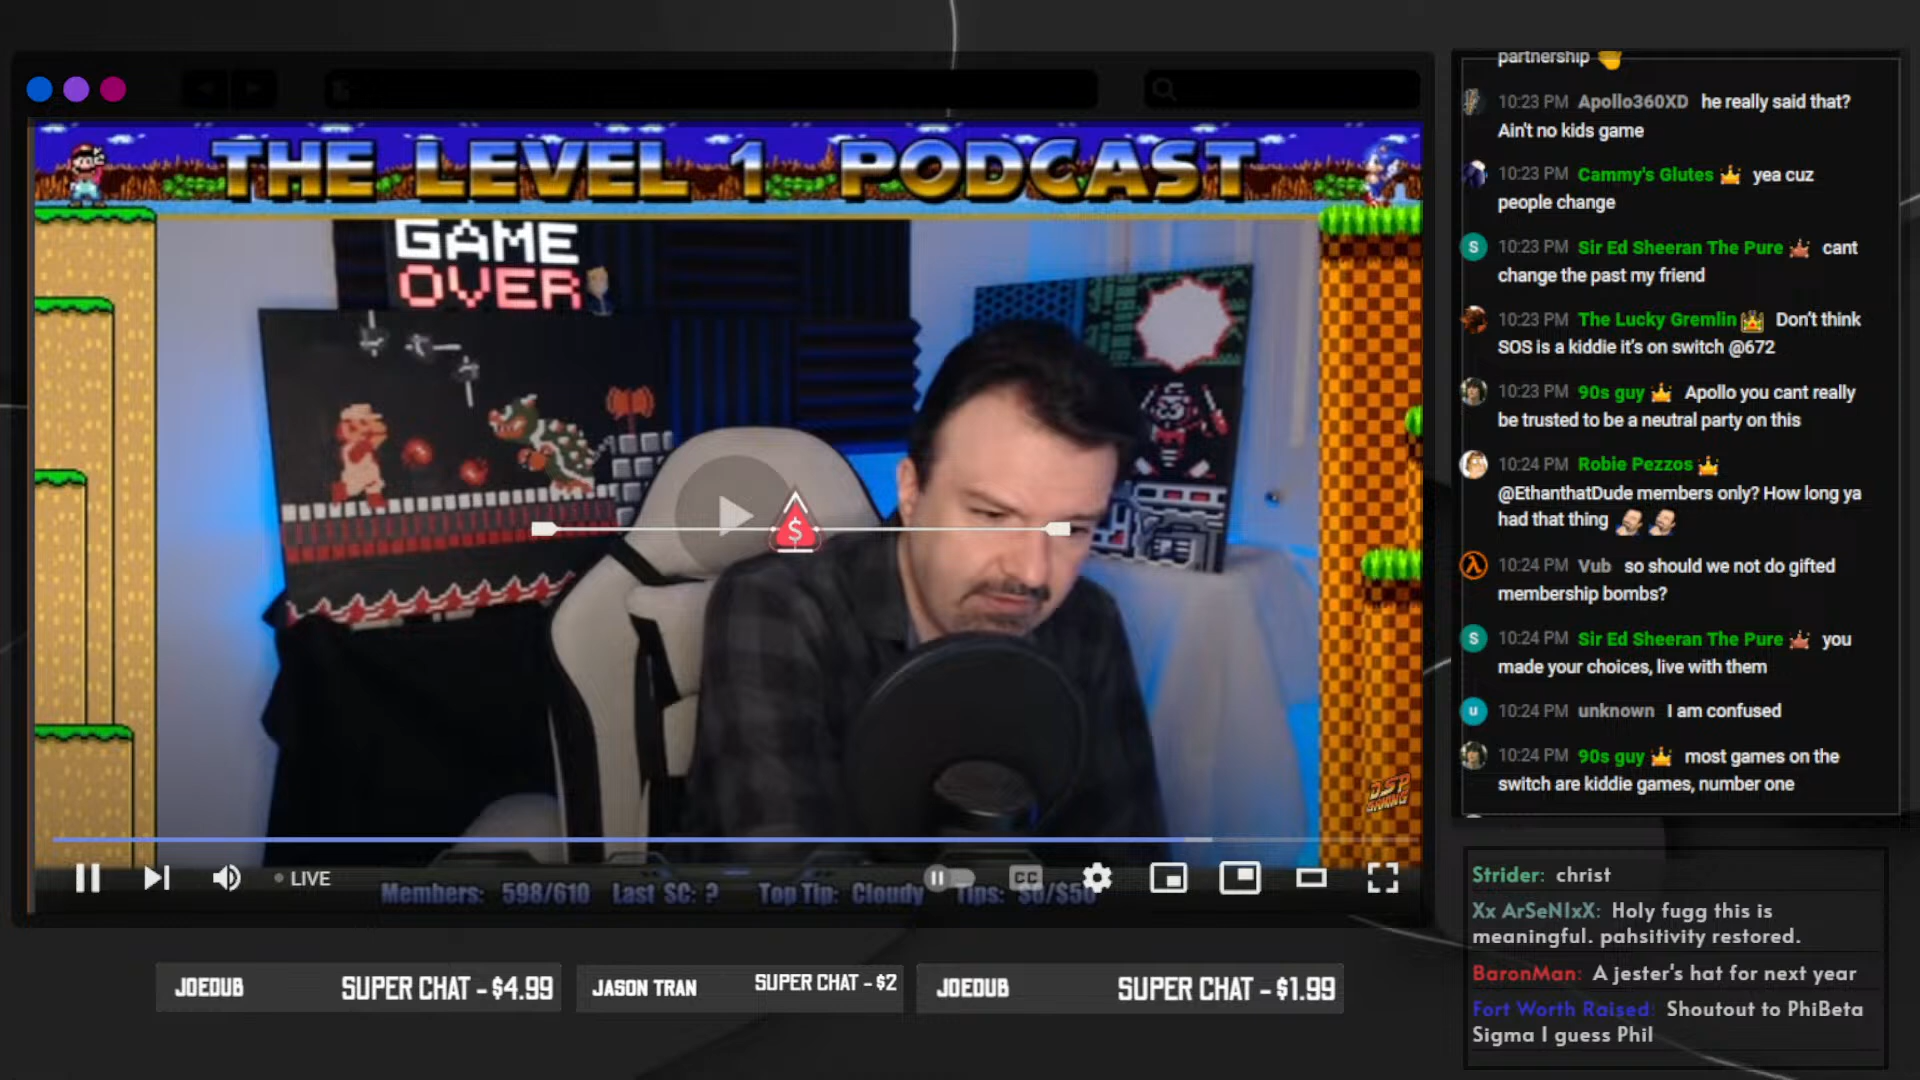 THE LEVEL 1 PODCAST
GAME
OVER
$
DSP
GAMING
LIVE
CC
Members: 598/610 Last SC: ? Top Tip: Cloudy Tips: $0/$50
JOEDUB SUPER CHAT - $4.99
JASON TRAN SUPER CHAT - $2
JOEDUB SUPER CHAT - $1.99
partnership
10:23 PM Apollo360XD he really said that?
Ain't no kids game
10:23 PM Cammy's Glutes yea cuz
people change
S 10:23 PM Sir Ed Sheeran The Pure cant
change the past my friend
10:23 PM The Lucky Gremlin Don't think
SOS is a kiddie it's on switch @672
10:23 PM 90s guy Apollo you cant really
be trusted to be a neutral party on this
10:24 PM Robie Pezzos
@EthanthatDude members only? How long ya
had that thing
10:24 PM Vub so should we not do gifted
membership bombs?
S 10:24 PM Sir Ed Sheeran The Pure you
made your choices, live with them
u 10:24 PM unknown I am confused
10:24 PM 90s guy most games on the
switch are kiddie games, number one
Strider: christ
Xx ArSeNIxX: Holy fugg this is
meaningful. pahsitivity restored.
BaronMan: A jester's hat for next year
Fort Worth Raised: Shoutout to PhiBeta
Sigma I guess Phil